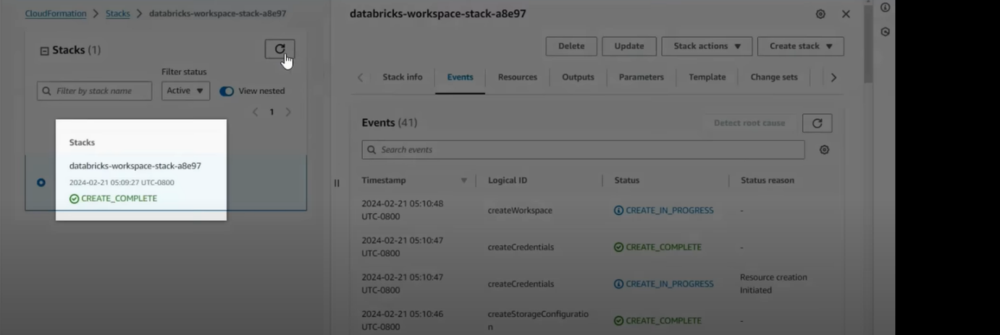 CloudFormation > Stacks > databricks-workspace-stack-a8e97
Stacks (1)
Filter status
Filter by stack name
Active
View nested
1
Stacks
databricks-workspace-stack-a8e97
2024-02-21 05:09:27 UTC-0800
CREATE_COMPLETE
databricks-workspace-stack-a8e97
Delete Update Stack actions Create stack
Stack info Events Resources Outputs Parameters Template Change sets
Events (41)
Detect root cause
Search events
Timestamp Logical ID Status Status reason
2024-02-21 05:10:48
UTC-0800
createWorkspace CREATE_IN_PROGRESS -
2024-02-21 05:10:47
UTC-0800
createCredentials CREATE_COMPLETE -
2024-02-21 05:10:47
UTC-0800
createCredentials CREATE_IN_PROGRESS
Resource creation
Initiated
2024-02-21 05:10:46
UTC-0800
createStorageConfiguratio
n
CREATE_COMPLETE -